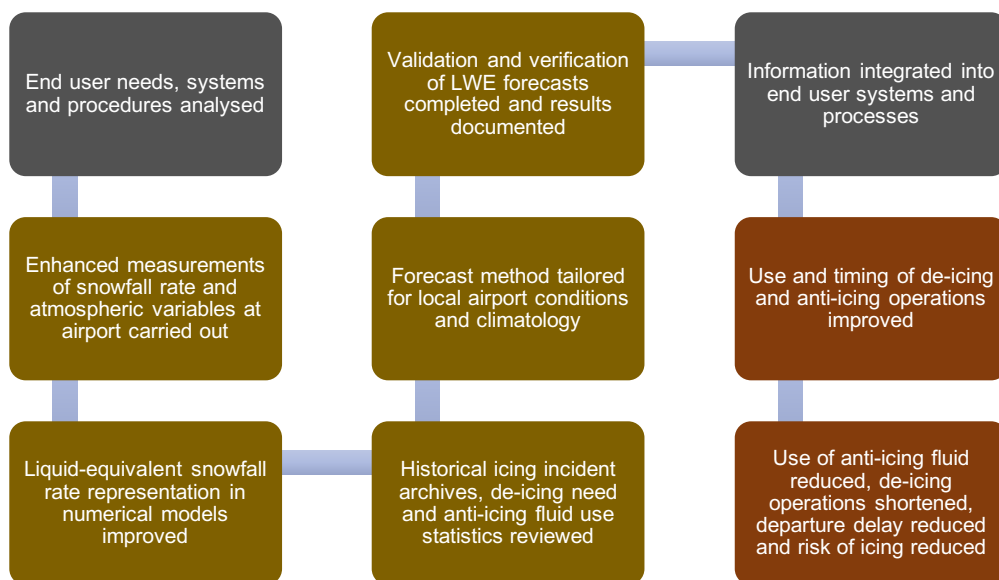 End user needs, systems
and procedures analysed
Enhanced measurements
of snowfall rate and
atmospheric variables at
airport carried out
Liquid-equivalent snowfall
rate representation in
numerical models
improved
Historical icing incident
archives, de-icing need
and anti-icing fluid use
statistics reviewed
Forecast method tailored
for local airport conditions
and climatology
Validation and verification
of LWE forecasts
completed and results
documented
Information integrated into
end user systems and
processes
Use and timing of de-icing
and anti-icing operations
improved
Use of anti-icing fluid
reduced, de-icing
operations shortened,
departure delay reduced
and risk of icing reduced